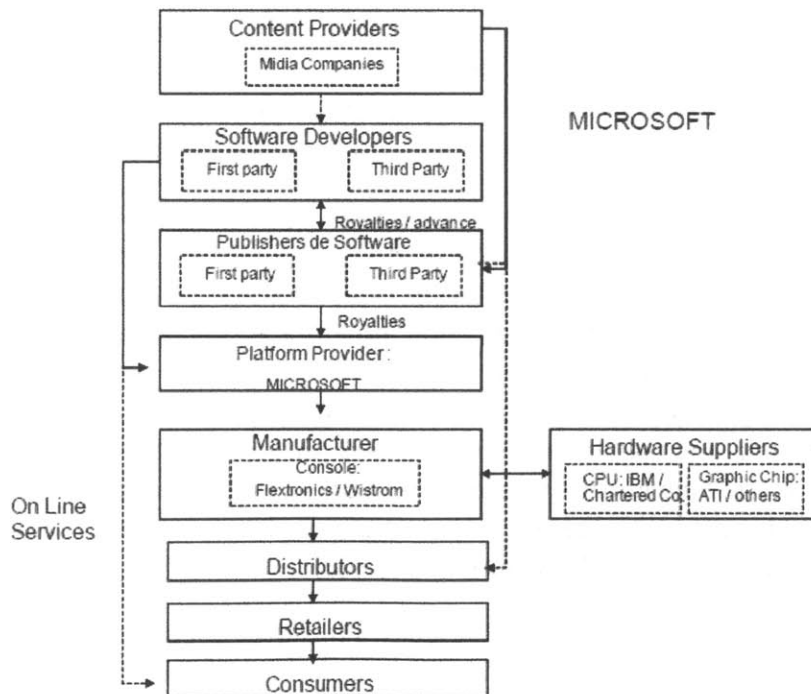 Content Providers
Midia Companies
MICROSOFT
Software Developers
First party
Third Party
Royalties / advance
Publishers de Software
First party
Third Party
Royalties
Platform Provider :
MICROSOFT
Manufacturer
Console:
Flextronics / Wistrom
Hardware Suppliers
CPU: IBM /
Chartered Co
Graphic Chip:
ATI / others
On Line
Services
Distributors
Retailers
Consumers